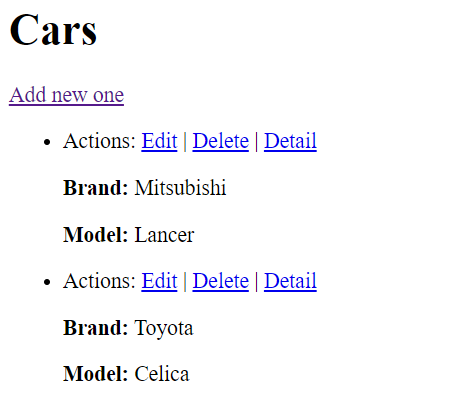 Cars
Add new one
Actions: Edit | Delete | Detail
Brand: Mitsubishi
Model: Lancer
Actions: Edit | Delete | Detail
Brand: Toyota
Model: Celica